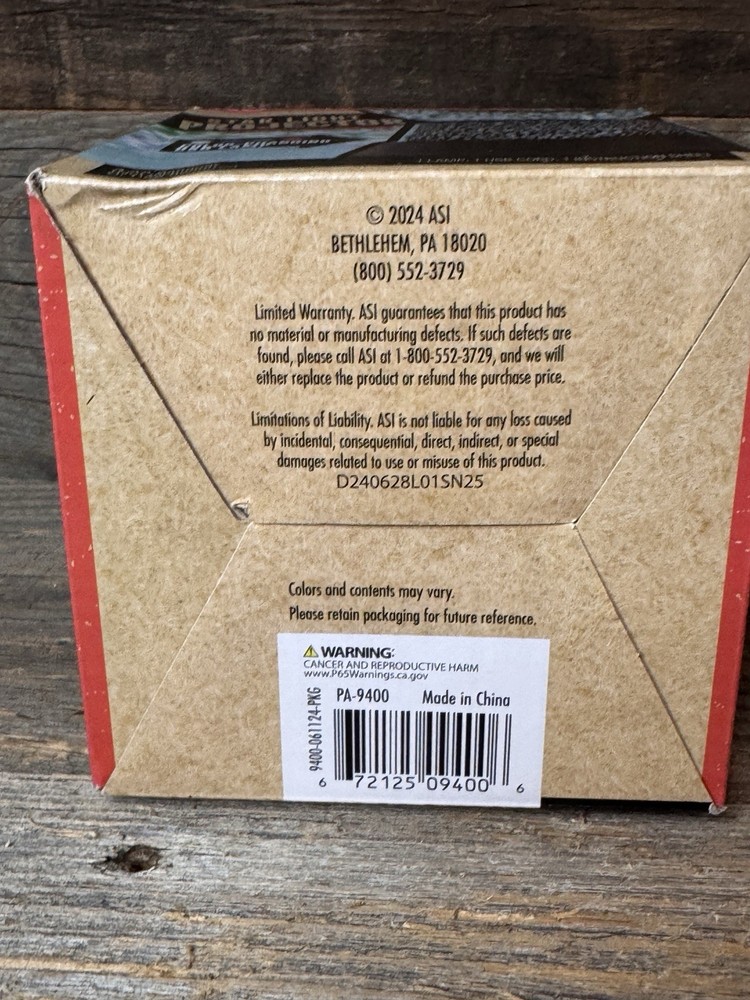 © 2024 ASI
BETHLEHEM, PA 18020
(800) 552-3729
Limited Warranty. ASI guarantees that this product has
no material or manufacturing defects. If such defects are
found, please call ASI at 1-800-552-3729, and we will
either replace the product or refund the purchase price.
Limitations of Liability. ASI is not liable for any loss caused
by incidental, consequential, direct, indirect, or special
damages related to use or misuse of this product.
D240628L01SN25
Colors and contents may vary.
Please retain packaging for future reference.
WARNING:
CANCER AND REPRODUCTIVE HARM
www.P65Warnings.ca.gov
PA-9400 Made in China
9400-061124-PKG
6 72125 09400 6